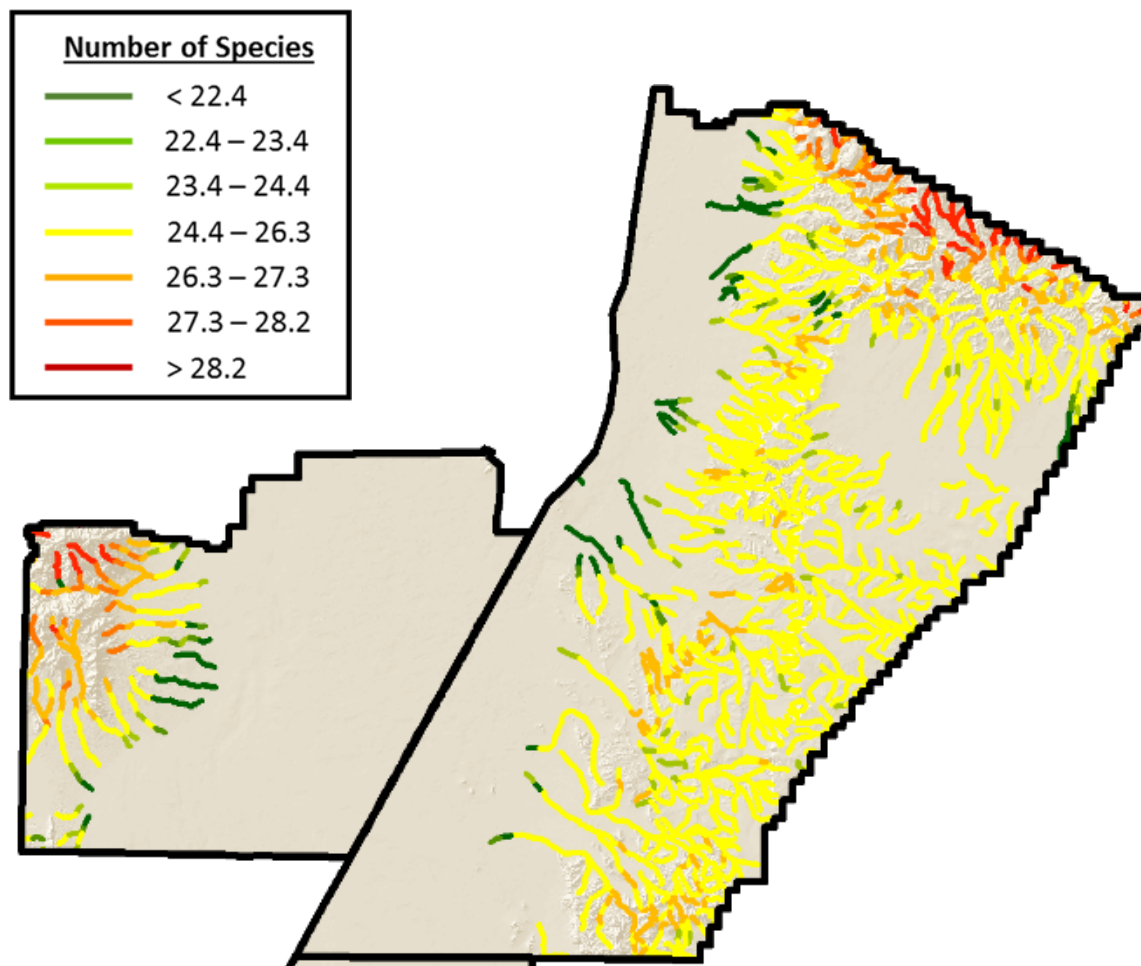 Number of Species
< 22.4
22.4 – 23.4
23.4 – 24.4
24.4 – 26.3
26.3 – 27.3
27.3 – 28.2
> 28.2